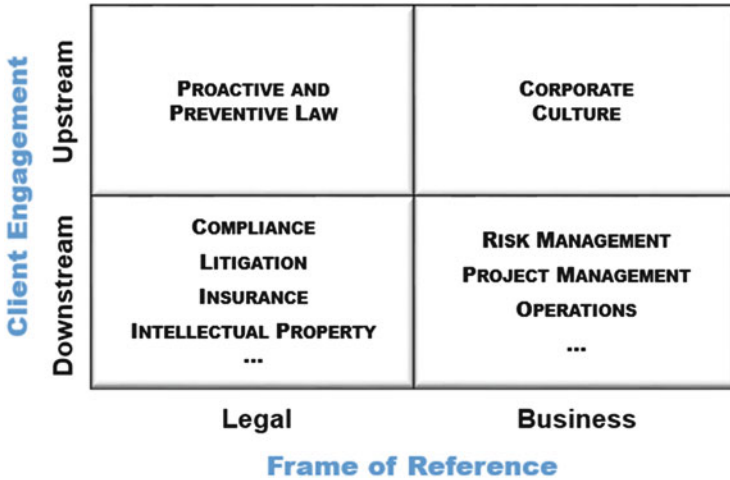 Client Engagement
Upstream
Downstream
PROACTIVE AND
PREVENTIVE LAW
CORPORATE
CULTURE
COMPLIANCE
LITIGATION
INSURANCE
INTELLECTUAL PROPERTY
...
RISK MANAGEMENT
PROJECT MANAGEMENT
OPERATIONS
...
Legal
Business
Frame of Reference